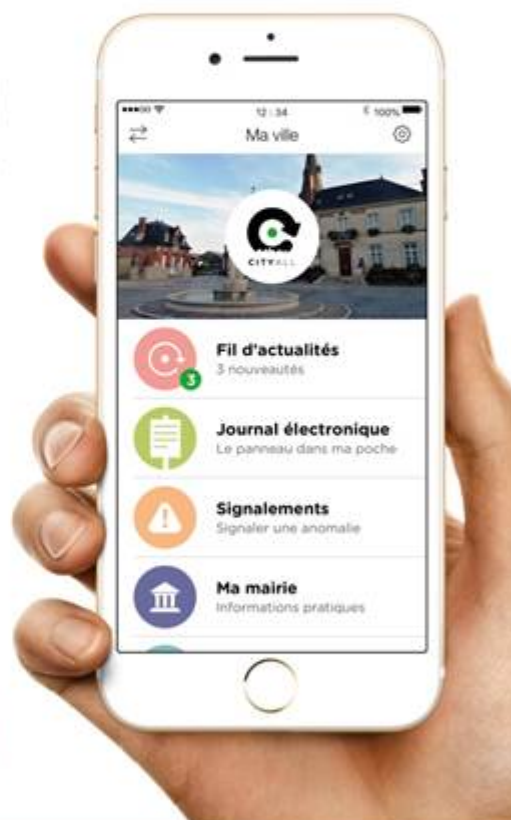 12:34
100%
Ma ville
CITYALL
Fil d'actualités
3 nouveautés
3
Journal électronique
Le panneau dans ma poche
Signalements
Signaler une anomalie
Ma mairie
Informations pratiques